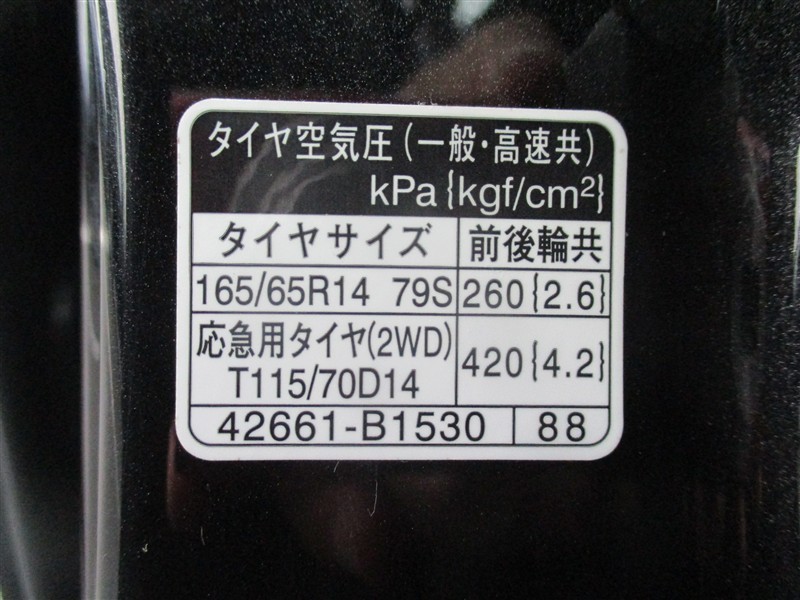 タイヤ空気圧(一般・高速共)
kPa{kgf/cm²}
タイヤサイズ 前後輪共
165/65R14 79S 260{2.6}
応急用タイヤ(2WD)
T115/70D14 420{4.2}
42661-B1530 88